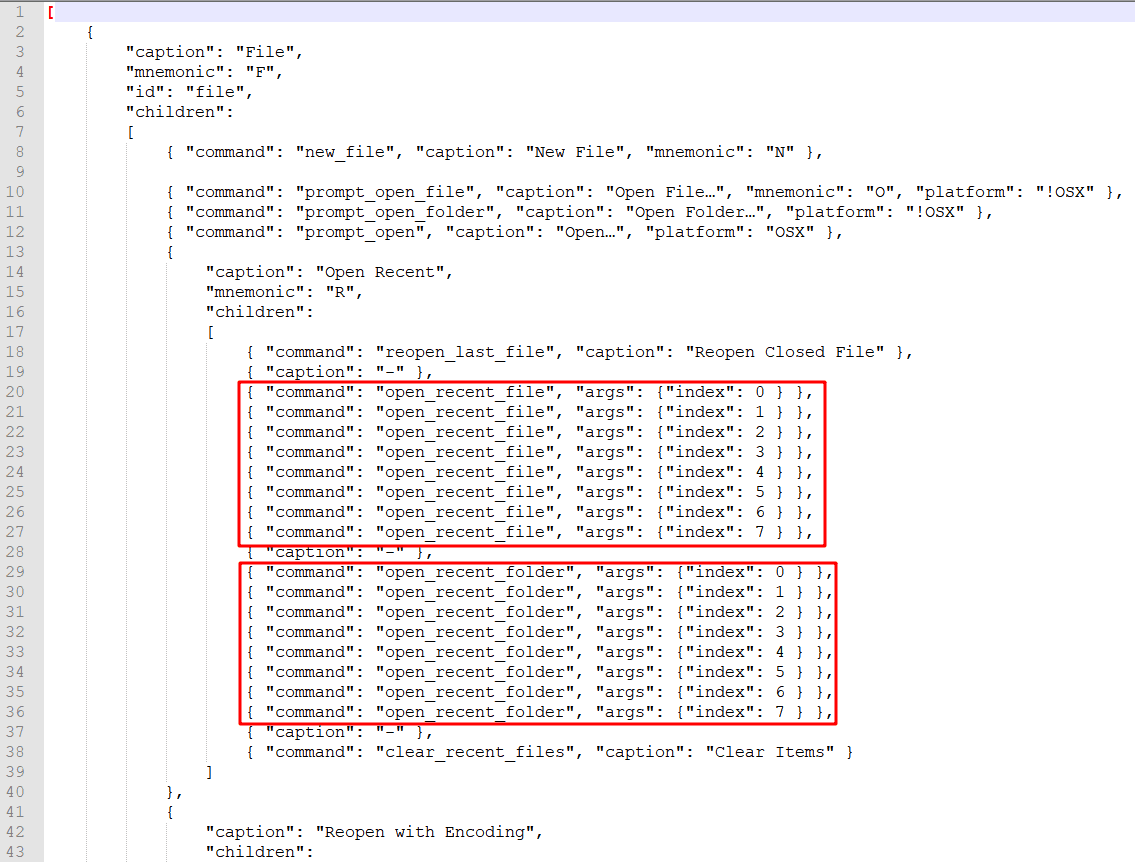 1 [
2 {
3 "caption": "File",
4 "mnemonic": "F",
5 "id": "file",
6 "children":
7 [
8 { "command": "new_file", "caption": "New File", "mnemonic": "N" },
9
10 { "command": "prompt_open_file", "caption": "Open File…", "mnemonic": "O", "platform": "!OSX" },
11 { "command": "prompt_open_folder", "caption": "Open Folder…", "platform": "!OSX" },
12 { "command": "prompt_open", "caption": "Open…", "platform": "OSX" },
13 {
14 "caption": "Open Recent",
15 "mnemonic": "R",
16 "children":
17 [
18 { "command": "reopen_last_file", "caption": "Reopen Closed File" },
19 { "caption": "-" },
20 { "command": "open_recent_file", "args": {"index": 0 } },
21 { "command": "open_recent_file", "args": {"index": 1 } },
22 { "command": "open_recent_file", "args": {"index": 2 } },
23 { "command": "open_recent_file", "args": {"index": 3 } },
24 { "command": "open_recent_file", "args": {"index": 4 } },
25 { "command": "open_recent_file", "args": {"index": 5 } },
26 { "command": "open_recent_file", "args": {"index": 6 } },
27 { "command": "open_recent_file", "args": {"index": 7 } },
28 { "caption": "-" },
29 { "command": "open_recent_folder", "args": {"index": 0 } },
30 { "command": "open_recent_folder", "args": {"index": 1 } },
31 { "command": "open_recent_folder", "args": {"index": 2 } },
32 { "command": "open_recent_folder", "args": {"index": 3 } },
33 { "command": "open_recent_folder", "args": {"index": 4 } },
34 { "command": "open_recent_folder", "args": {"index": 5 } },
35 { "command": "open_recent_folder", "args": {"index": 6 } },
36 { "command": "open_recent_folder", "args": {"index": 7 } },
37 { "caption": "-" },
38 { "command": "clear_recent_files", "caption": "Clear Items" }
39 ]
40 },
41 {
42 "caption": "Reopen with Encoding",
43 "children":